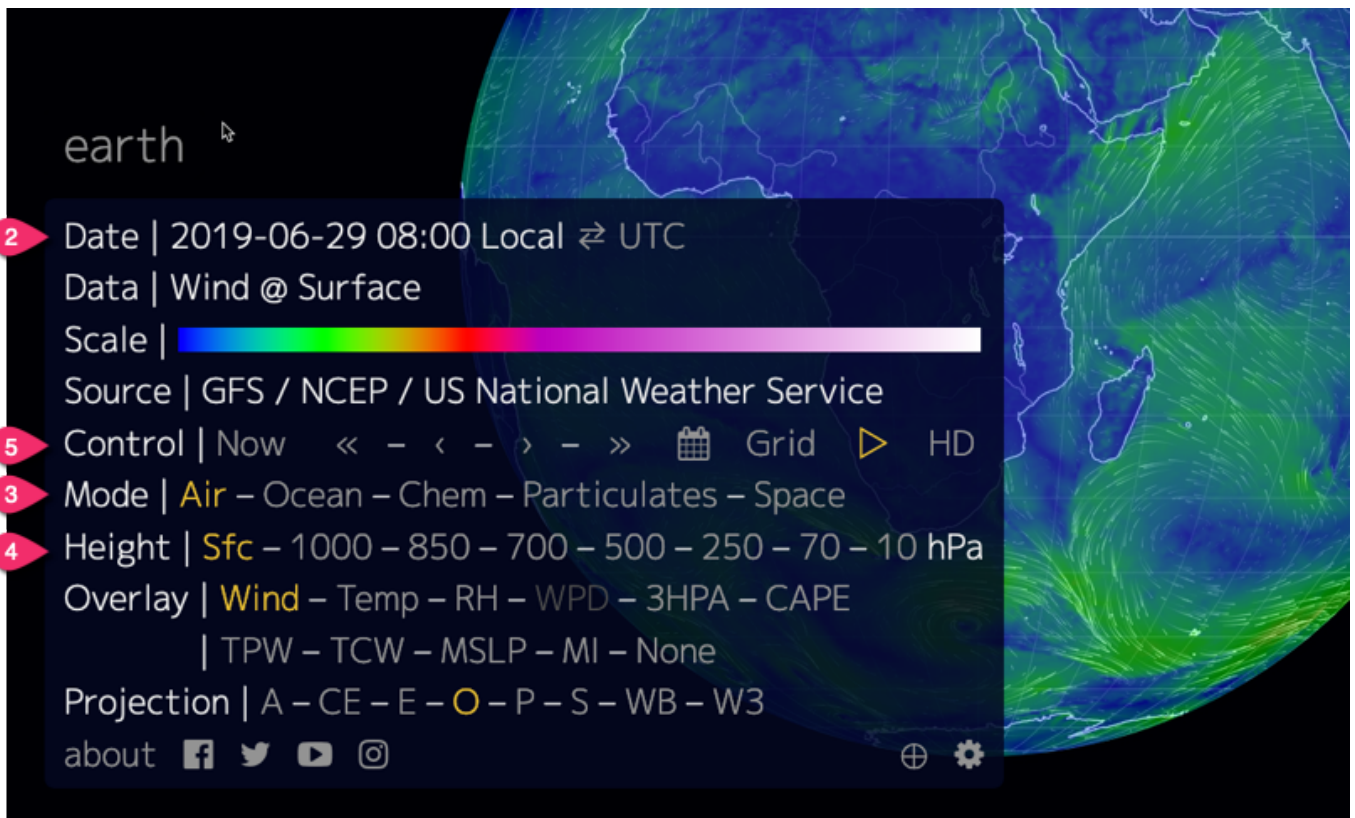 earth
2 Date | 2019-06-29 08:00 Local ⇄ UTC
Data | Wind @ Surface
Scale |
Source | GFS / NCEP / US National Weather Service
5 Control | Now « – ‹ – › – » Grid HD
3 Mode | Air – Ocean – Chem – Particulates – Space
4 Height | Sfc – 1000 – 850 – 700 – 500 – 250 – 70 – 10 hPa
Overlay | Wind – Temp – RH – WPD – 3HPA – CAPE
| TPW – TCW – MSLP – MI – None
Projection | A – CE – E – O – P – S – WB – W3
about